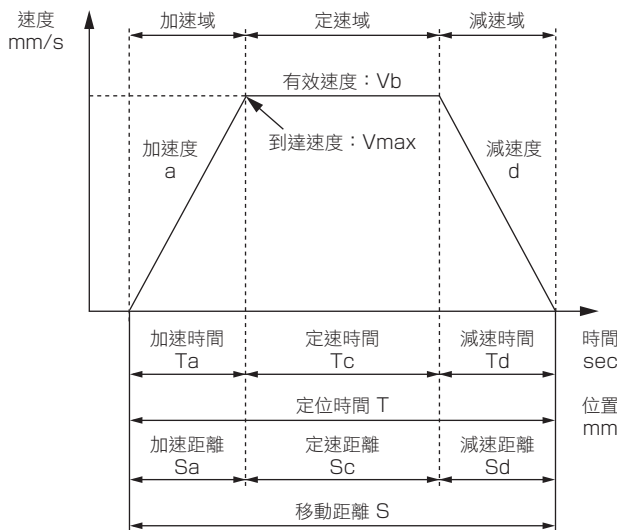 速度
mm/s
加速域
定速域
減速域
有效速度：Vb
到達速度：Vmax
加速度
a
減速度
d
加速時間
Ta
定速時間
Tc
減速時間
Td
時間
sec
定位時間 T
位置
mm
加速距離
Sa
定速距離
Sc
減速距離
Sd
移動距離 S